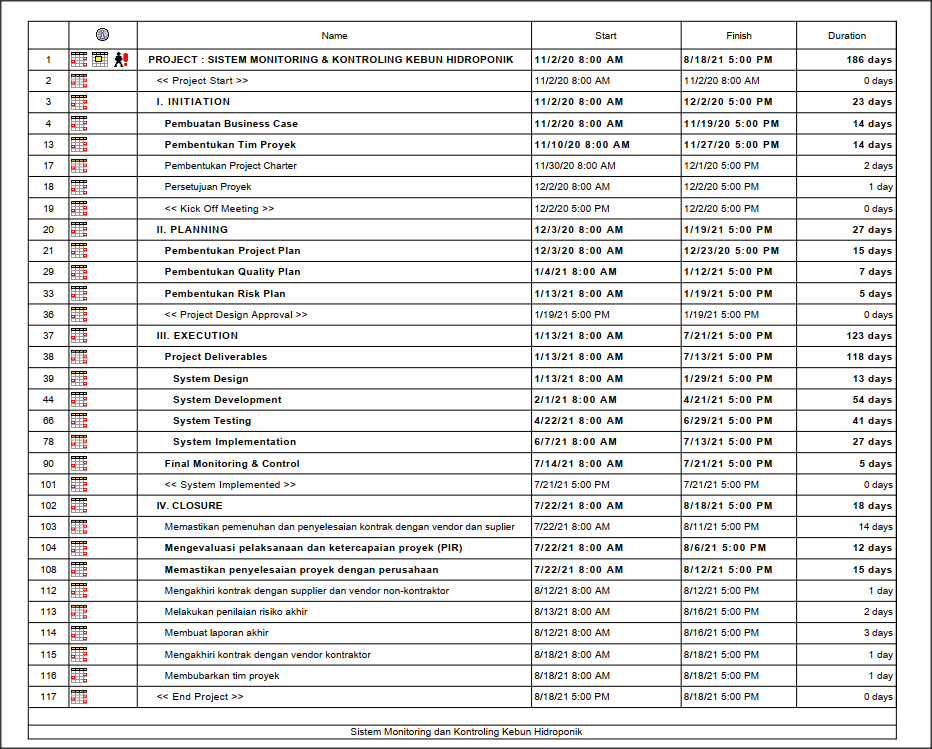 Name Start Finish Duration
1 PROJECT : SISTEM MONITORING & KONTROLING KEBUN HIDROPONIK 11/2/20 8:00 AM 8/18/21 5:00 PM 186 days
2 << Project Start >> 11/2/20 8:00 AM 11/2/20 8:00 AM 0 days
3 I. INITIATION 11/2/20 8:00 AM 12/2/20 5:00 PM 23 days
4 Pembuatan Business Case 11/2/20 8:00 AM 11/19/20 5:00 PM 14 days
13 Pembentukan Tim Proyek 11/10/20 8:00 AM 11/27/20 5:00 PM 14 days
17 Pembentukan Project Charter 11/30/20 8:00 AM 12/1/20 5:00 PM 2 days
18 Persetujuan Proyek 12/2/20 8:00 AM 12/2/20 5:00 PM 1 day
19 << Kick Off Meeting >> 12/2/20 5:00 PM 12/2/20 5:00 PM 0 days
20 II. PLANNING 12/3/20 8:00 AM 1/19/21 5:00 PM 27 days
21 Pembentukan Project Plan 12/3/20 8:00 AM 12/23/20 5:00 PM 15 days
29 Pembentukan Quality Plan 1/4/21 8:00 AM 1/12/21 5:00 PM 7 days
33 Pembentukan Risk Plan 1/13/21 8:00 AM 1/19/21 5:00 PM 5 days
36 << Project Design Approval >> 1/19/21 5:00 PM 1/19/21 5:00 PM 0 days
37 III. EXECUTION 1/13/21 8:00 AM 7/21/21 5:00 PM 123 days
38 Project Deliverables 1/13/21 8:00 AM 7/13/21 5:00 PM 118 days
39 System Design 1/13/21 8:00 AM 1/29/21 5:00 PM 13 days
44 System Development 2/1/21 8:00 AM 4/21/21 5:00 PM 54 days
66 System Testing 4/22/21 8:00 AM 6/29/21 5:00 PM 41 days
78 System Implementation 6/7/21 8:00 AM 7/13/21 5:00 PM 27 days
90 Final Monitoring & Control 7/14/21 8:00 AM 7/21/21 5:00 PM 5 days
101 << System Implemented >> 7/21/21 5:00 PM 7/21/21 5:00 PM 0 days
102 IV. CLOSURE 7/22/21 8:00 AM 8/18/21 5:00 PM 18 days
103 Memastikan pemenuhan dan penyelesaian kontrak dengan vendor dan suplier 7/22/21 8:00 AM 8/11/21 5:00 PM 14 days
104 Mengevaluasi pelaksanaan dan ketercapaian proyek (PIR) 7/22/21 8:00 AM 8/6/21 5:00 PM 12 days
108 Memastikan penyelesaian proyek dengan perusahaan 7/22/21 8:00 AM 8/12/21 5:00 PM 15 days
112 Mengakhiri kontrak dengan supplier dan vendor non-kontraktor 8/12/21 8:00 AM 8/12/21 5:00 PM 1 day
113 Melakukan penilaian risiko akhir 8/13/21 8:00 AM 8/16/21 5:00 PM 2 days
114 Membuat laporan akhir 8/12/21 8:00 AM 8/16/21 5:00 PM 3 days
115 Mengakhiri kontrak dengan vendor kontraktor 8/18/21 8:00 AM 8/18/21 5:00 PM 1 day
116 Membubarkan tim proyek 8/18/21 8:00 AM 8/18/21 5:00 PM 1 day
117 << End Project >> 8/18/21 5:00 PM 8/18/21 5:00 PM 0 days
Sistem Monitoring dan Kontroling Kebun Hidroponik